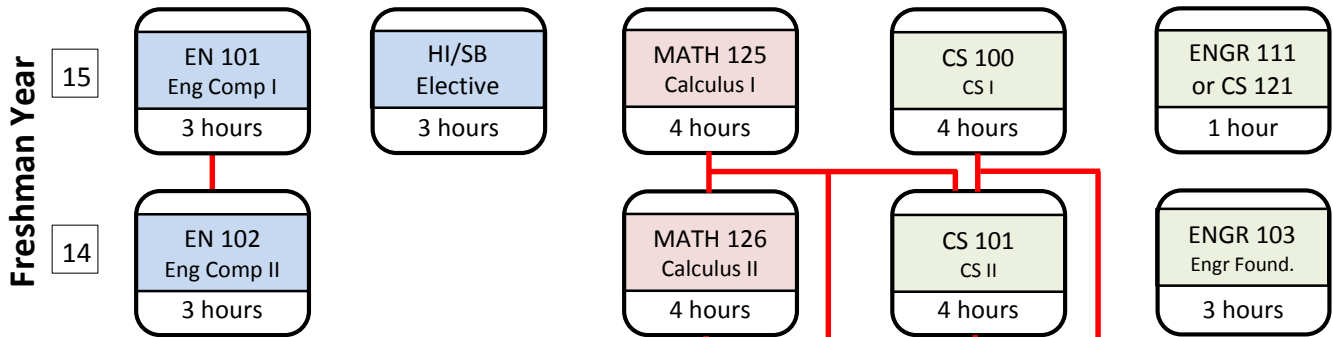 Freshman Year
15
EN 101
Eng Comp I
3 hours
HI/SB
Elective
3 hours
MATH 125
Calculus I
4 hours
CS 100
CS I
4 hours
ENGR 111
or CS 121
1 hour
14
EN 102
Eng Comp II
3 hours
MATH 126
Calculus II
4 hours
CS 101
CS II
4 hours
ENGR 103
Engr Found.
3 hours